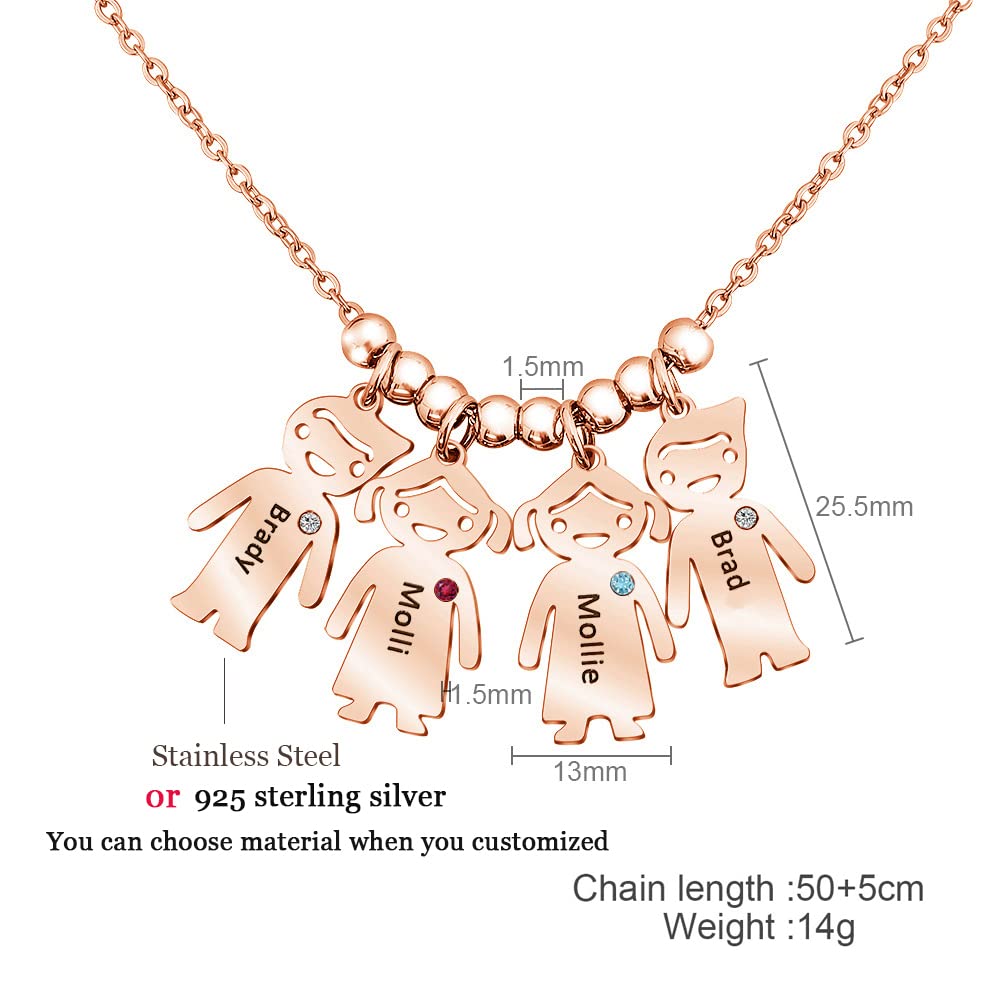 1.5mm
25.5mm
Brady
Molli
Mollie
Brad
1.5mm
13mm
Stainless Steel
or 925 sterling silver
You can choose material when you customized
Chain length :50+5cm
Weight :14g